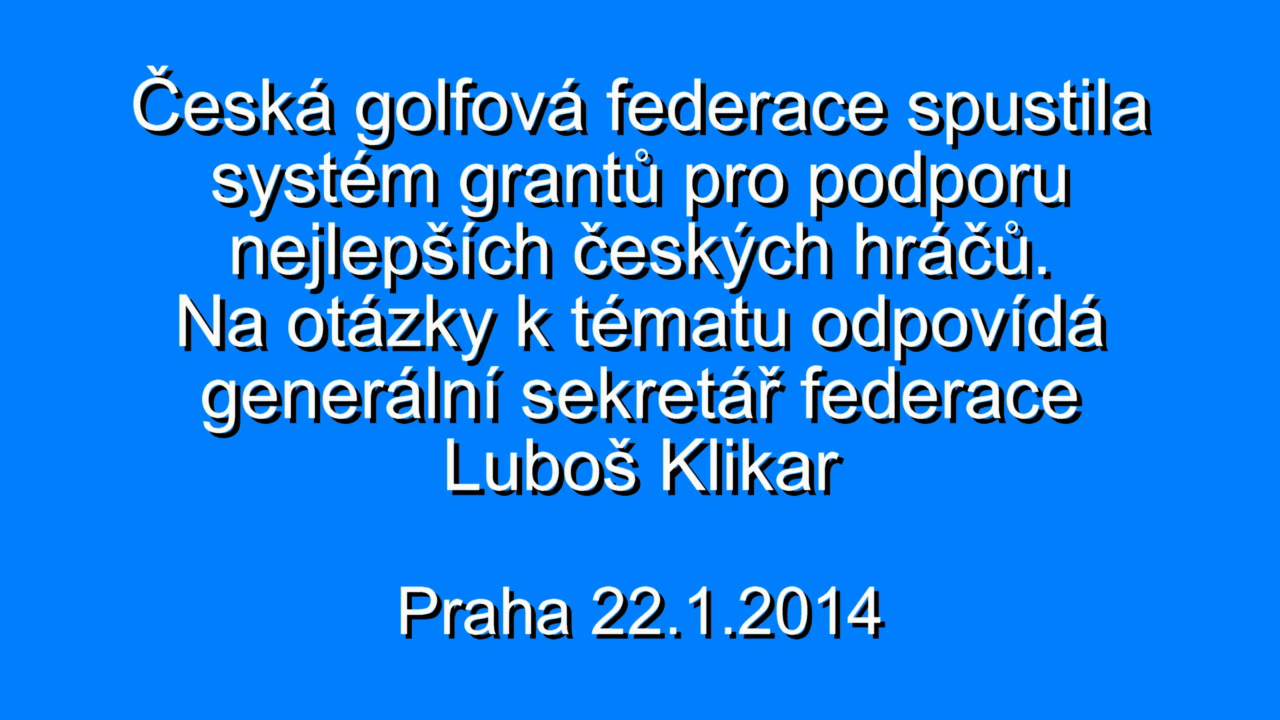 Česká golfová federace spustila
systém grantů pro podporu
nejlepších českých hráčů.
Na otázky k tématu odpovídá
generální sekretář federace
Luboš Klikar
Praha 22.1.2014